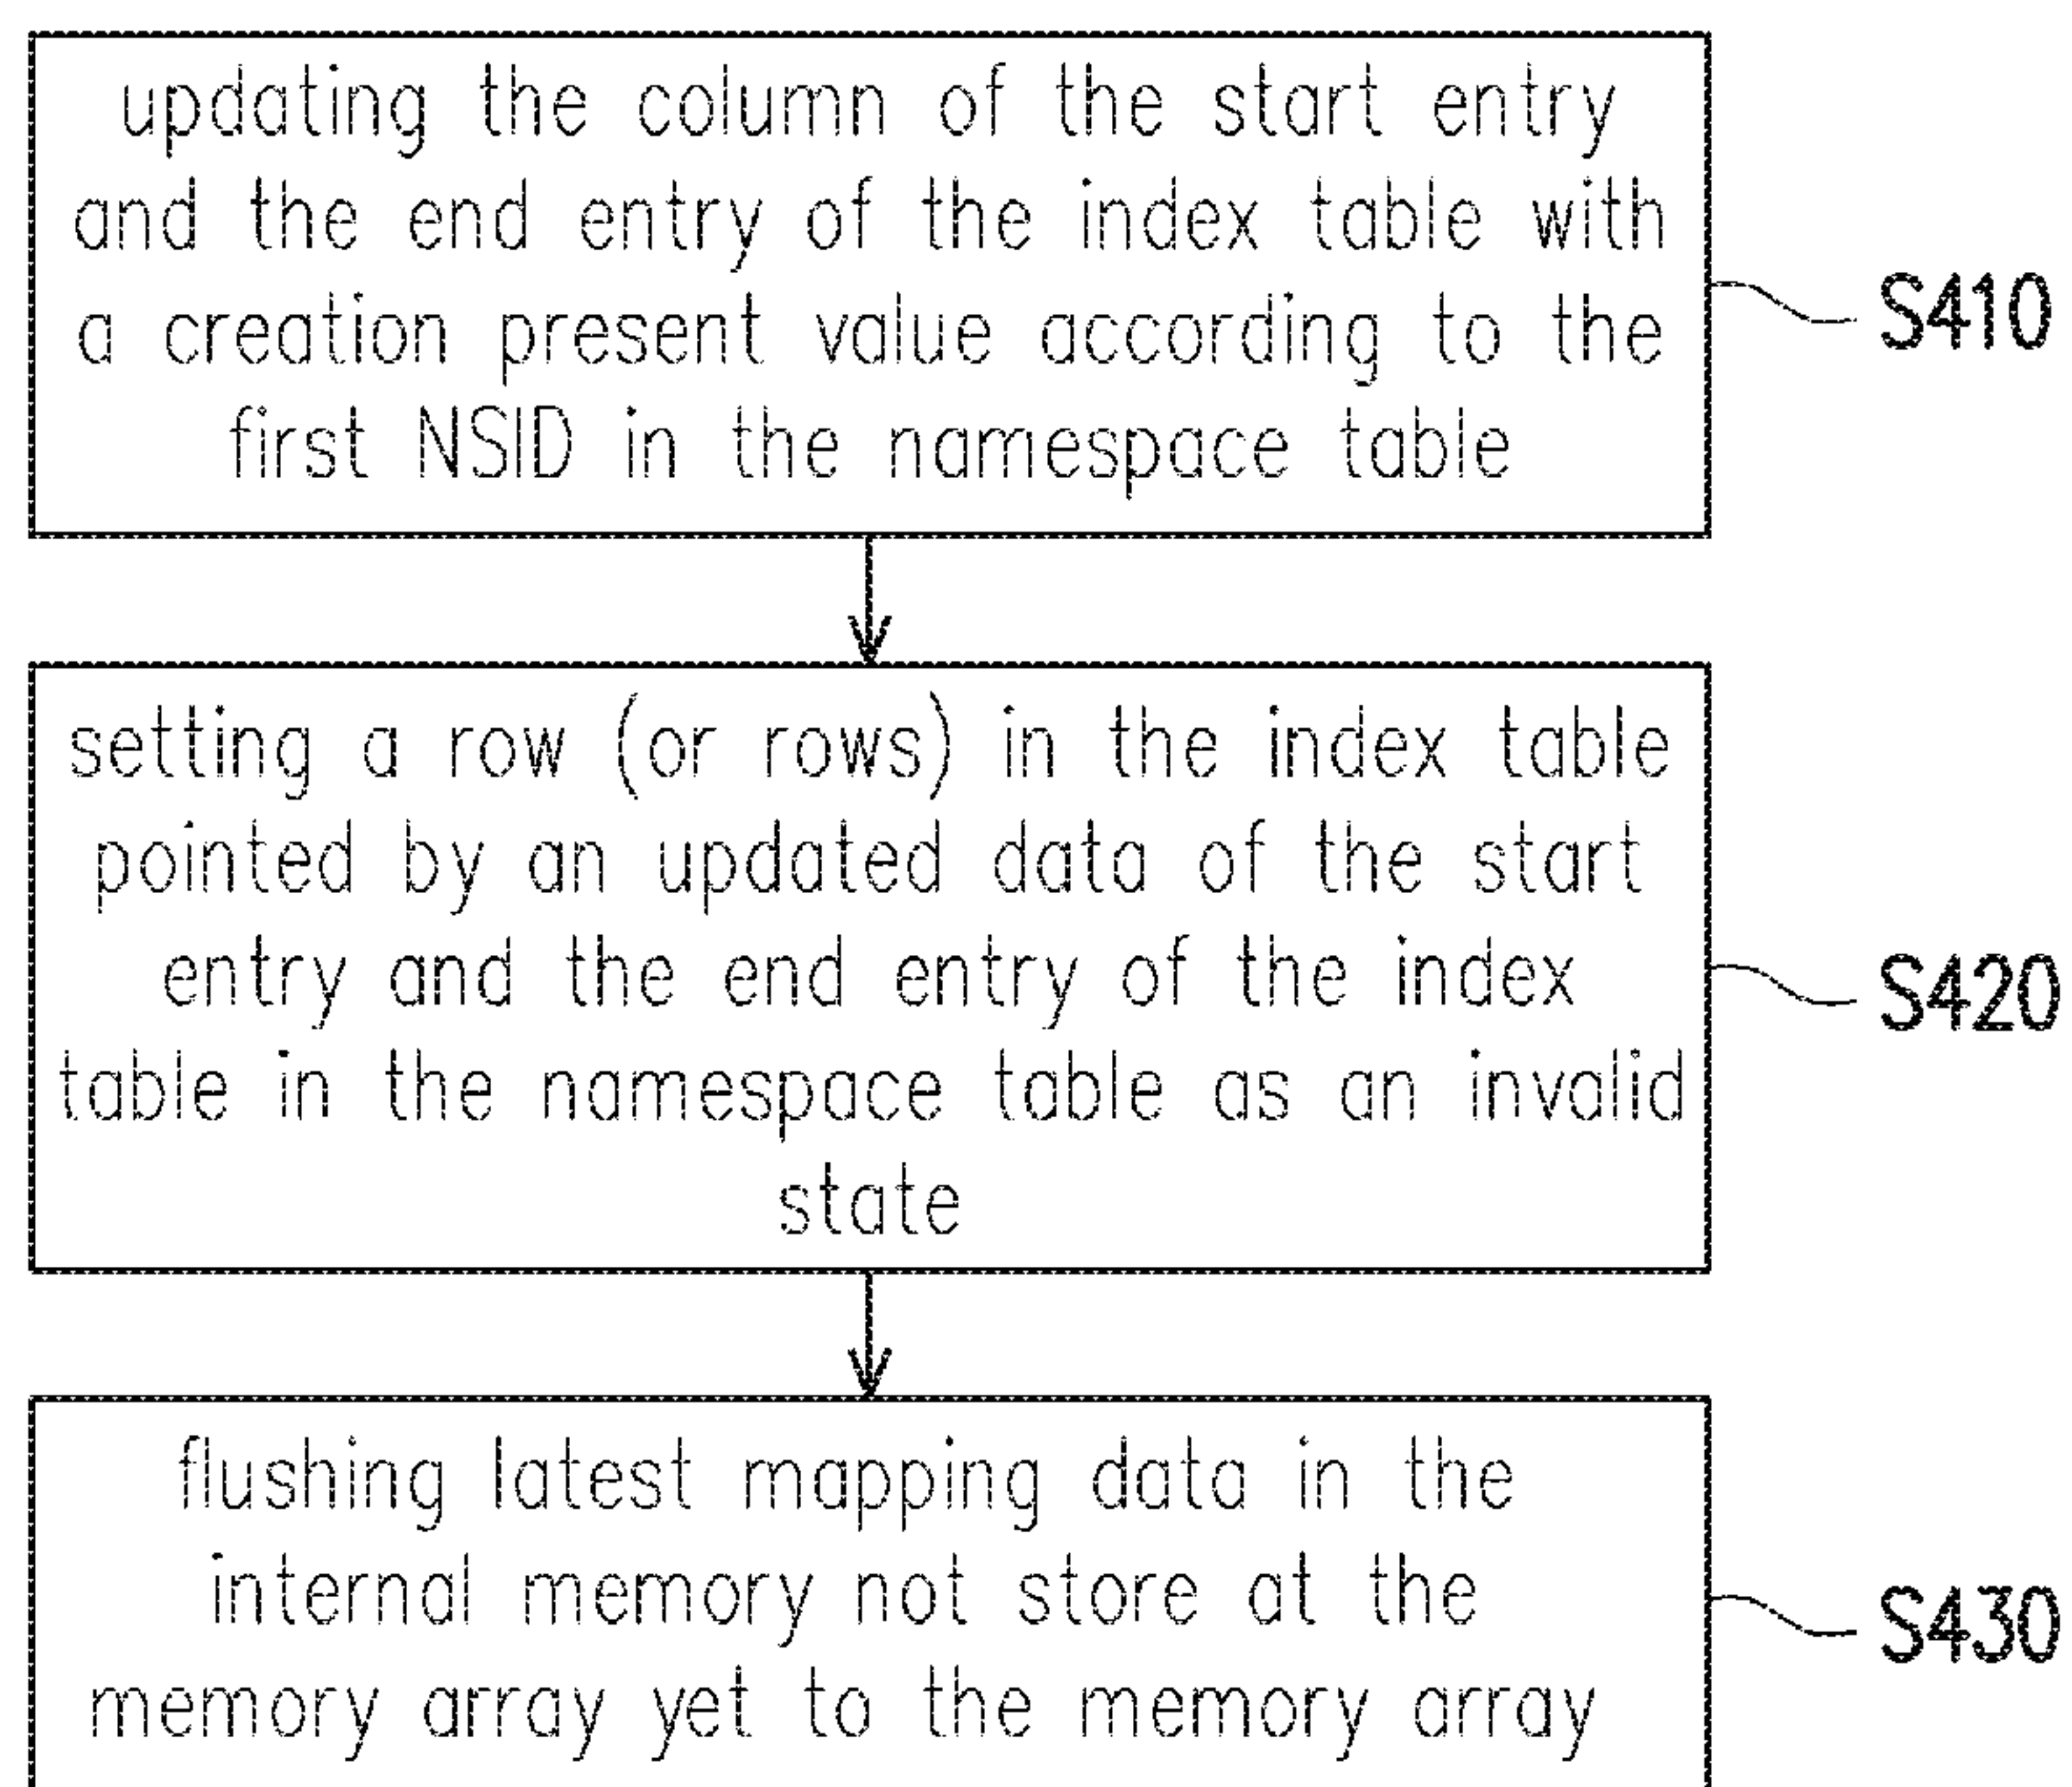 updating the column of the start entry
and the end entry of the index table with
a creation present value according to the
first NSID in the namespace table
S410
setting a row (or rows) in the index table
pointed by an updated data of the start
entry and the end entry of the index
table in the namespace table as an invalid
state
S420
flushing latest mapping data in the
internal memory not store at the
memory array yet to the memory array
S430